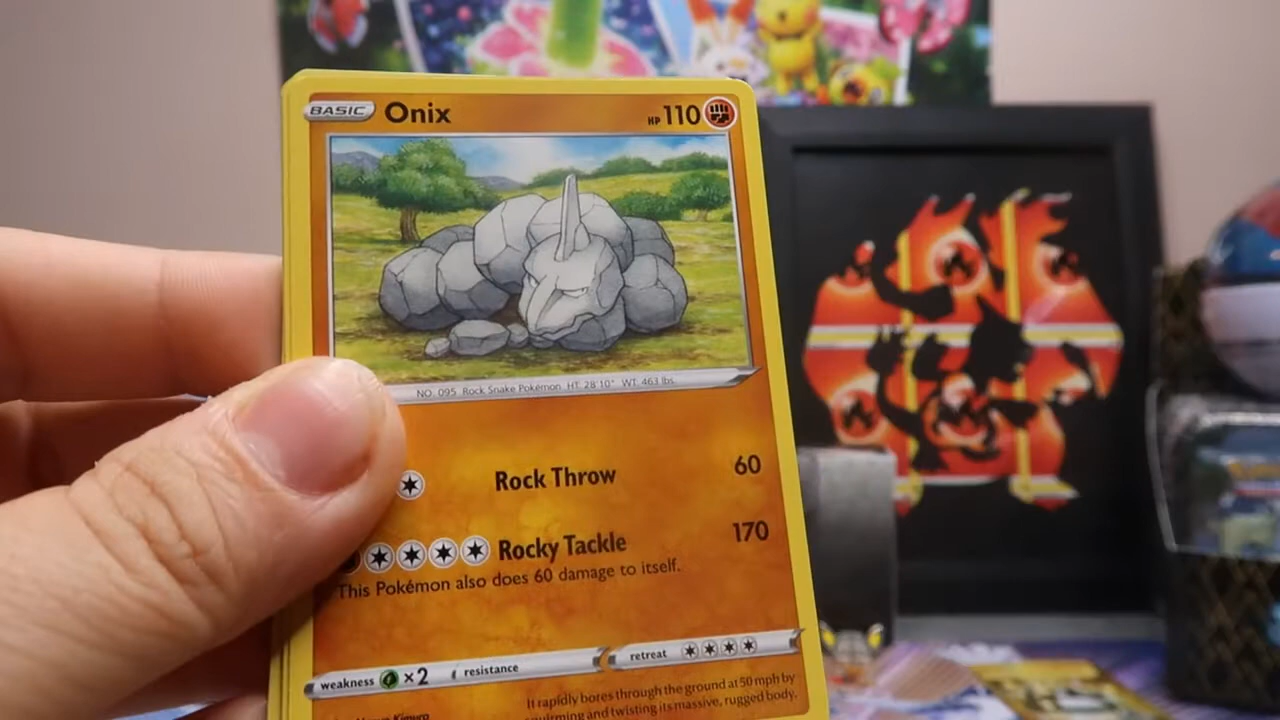 BASIC Onix HP 110
NO. 095 Rock Snake Pokémon HT: 28'10" WT: 463 lbs.
Rock Throw 60
Rocky Tackle 170
This Pokémon also does 60 damage to itself.
weakness ×2 resistance retreat
It rapidly bores through the ground at 50 mph by
squirming and twisting its massive, rugged body.